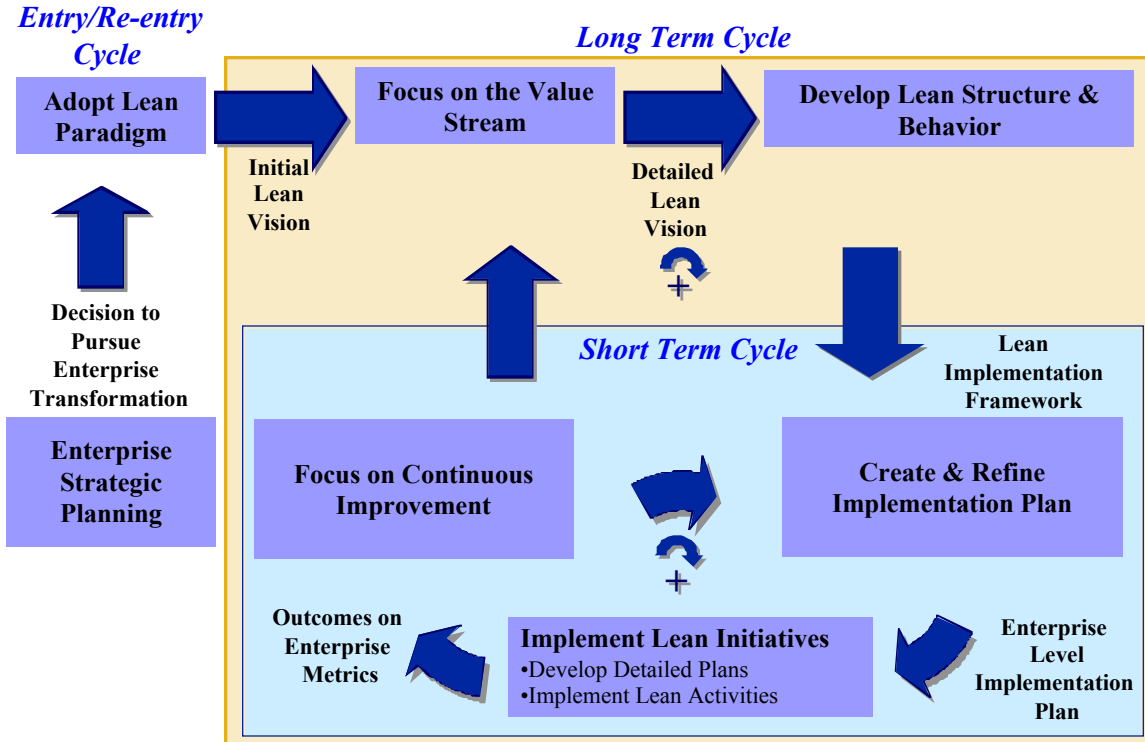 Entry/Re-entry
Cycle
Long Term Cycle
Adopt Lean
Paradigm
Focus on the Value
Stream
Develop Lean Structure &
Behavior
Initial
Lean
Vision
Detailed
Lean
Vision
+
Decision to
Pursue
Enterprise
Transformation
Short Term Cycle
Lean
Implementation
Framework
Enterprise
Strategic
Planning
Focus on Continuous
Improvement
Create & Refine
Implementation Plan
+
Outcomes on
Enterprise
Metrics
Implement Lean Initiatives
•Develop Detailed Plans
•Implement Lean Activities
Enterprise
Level
Implementation
Plan